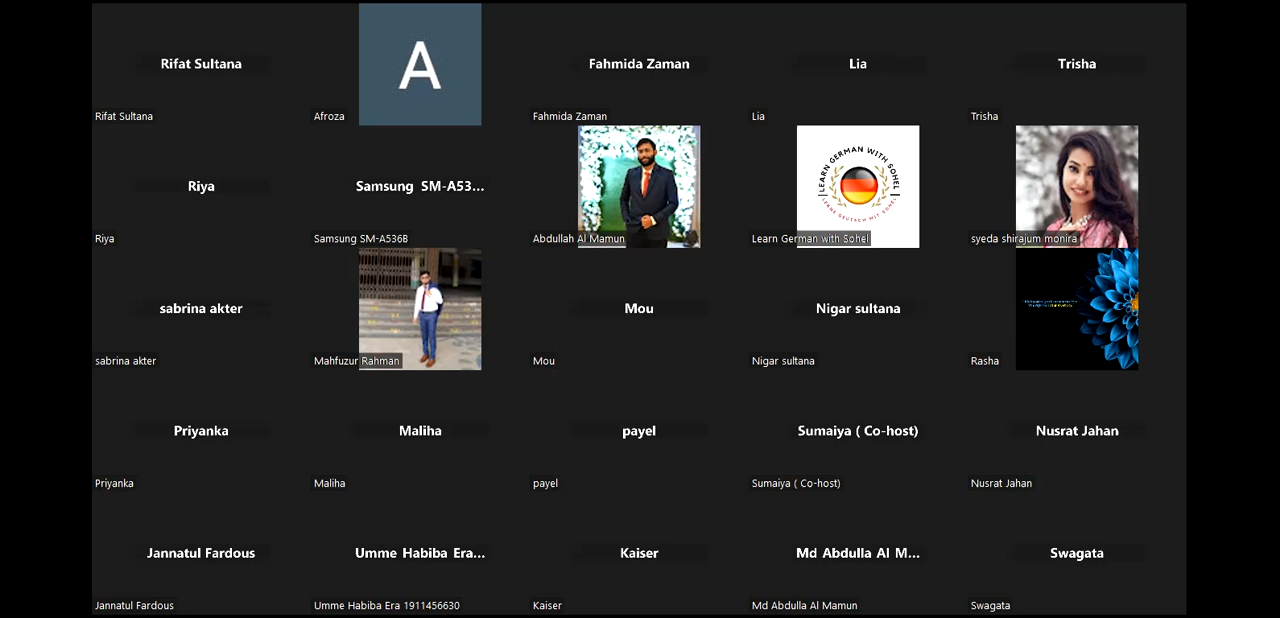 Rifat Sultana
A
Fahmida Zaman
Lia
Trisha
Rifat Sultana
Afroza
Fahmida Zaman
Lia
Trisha
Riya
Samsung SM-A53...
LEARN GERMAN WITH SOHEL
LERNE DEUTSCH MIT SOHEL
Riya
Samsung SM-A536B
Abdullah Al Mamun
Learn German with Sohel
syeda shirajum monira
sabrina akter
Mou
Nigar sultana
sabrina akter
Mahfuzur Rahman
Mou
Nigar sultana
Rasha
Priyanka
Maliha
payel
Sumaiya ( Co-host)
Nusrat Jahan
Priyanka
Maliha
payel
Sumaiya ( Co-host)
Nusrat Jahan
Jannatul Fardous
Umme Habiba Era...
Kaiser
Md Abdulla Al M...
Swagata
Jannatul Fardous
Umme Habiba Era 1911456630
Kaiser
Md Abdulla Al Mamun
Swagata